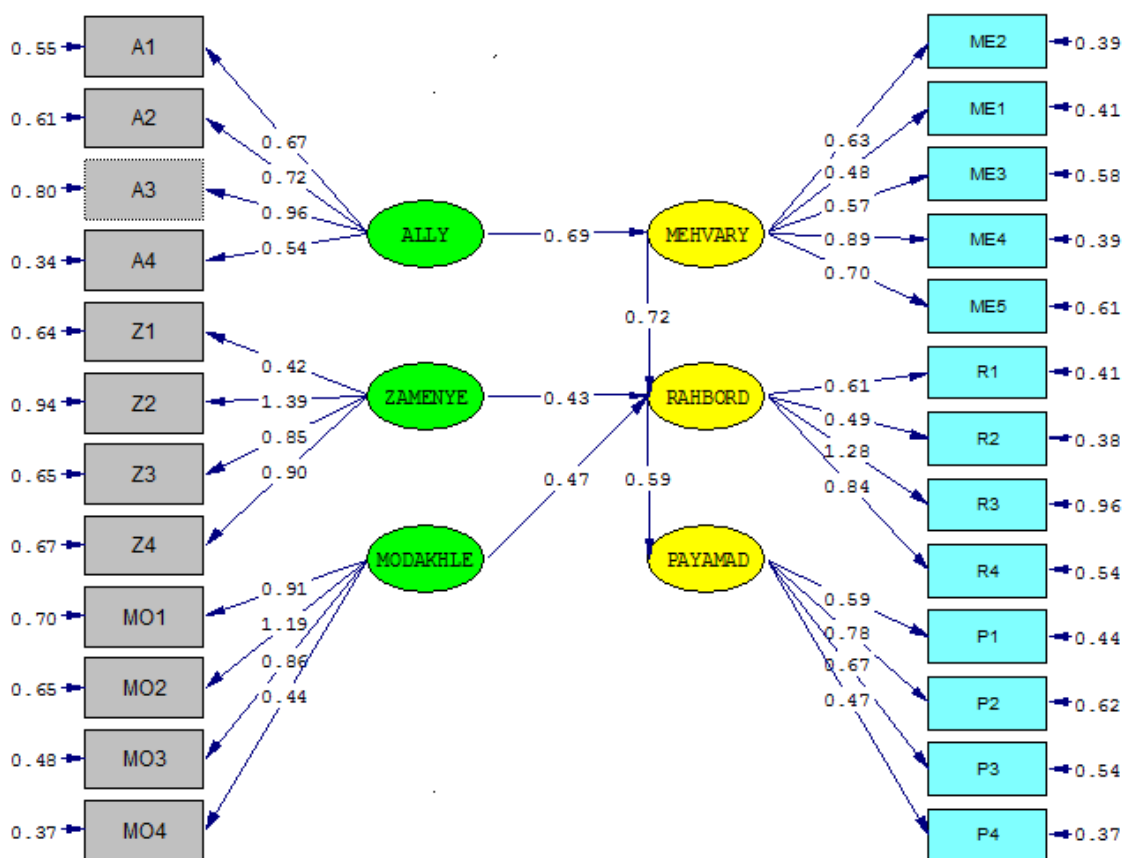 0.55 A1
0.61 A2
0.80 A3
0.34 A4
0.64 Z1
0.94 Z2
0.65 Z3
0.67 Z4
0.70 MO1
0.65 MO2
0.48 MO3
0.37 MO4
0.67
0.72
0.96
0.54
0.42
1.39
0.85
0.90
0.91
1.19
0.86
0.44
ALLY
ZAMENYE
MODAKHLE
0.69
0.72
0.43
0.47
0.59
MEHVARY
RAHBORD
PAYAMAD
0.63
0.48
0.57
0.89
0.70
0.61
0.49
1.28
0.84
0.59
0.78
0.67
0.47
ME2 0.39
ME1 0.41
ME3 0.58
ME4 0.39
ME5 0.61
R1 0.41
R2 0.38
R3 0.96
R4 0.54
P1 0.44
P2 0.62
P3 0.54
P4 0.37